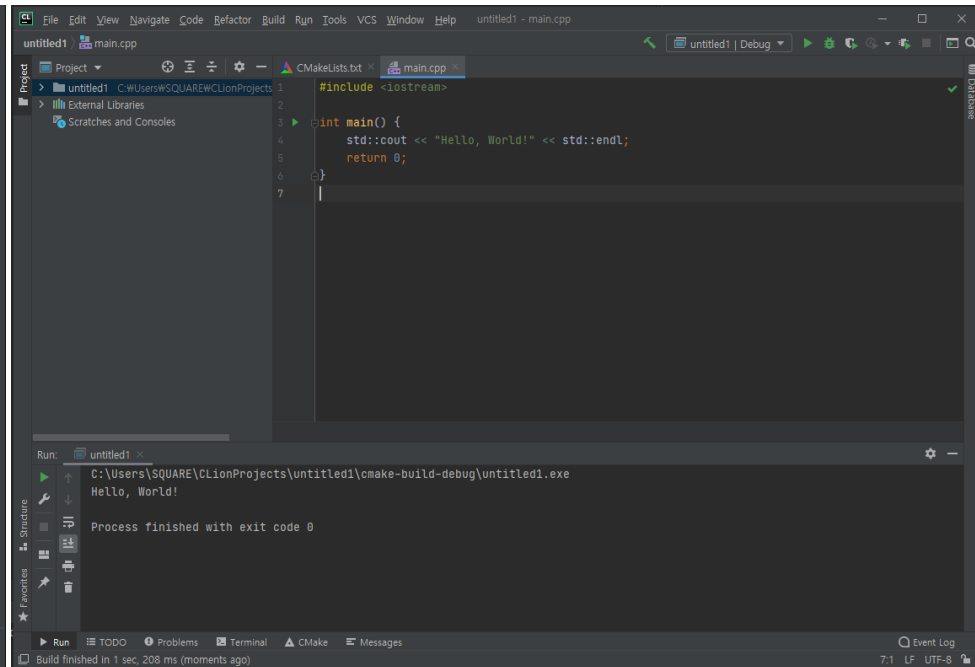 CL File Edit View Navigate Code Refactor Build Run Tools VCS Window Help untitled1 - main.cpp
untitled1 main.cpp untitled1 | Debug
Project CMakeLists.txt main.cpp
Project
untitled1 C:₩Users₩SQUARE₩CLionProjects
External Libraries
Scratches and Consoles
1 #include <iostream>
2
3 int main() {
4 std::cout << "Hello, World!" << std::endl;
5 return 0;
6 }
7
Database
Run: untitled1
C:\Users\SQUARE\CLionProjects\untitled1\cmake-build-debug\untitled1.exe
Hello, World!
Process finished with exit code 0
Structure
Favorites
Run TODO Problems Terminal CMake Messages Event Log
Build finished in 1 sec, 208 ms (moments ago) 7:1 LF UTF-8